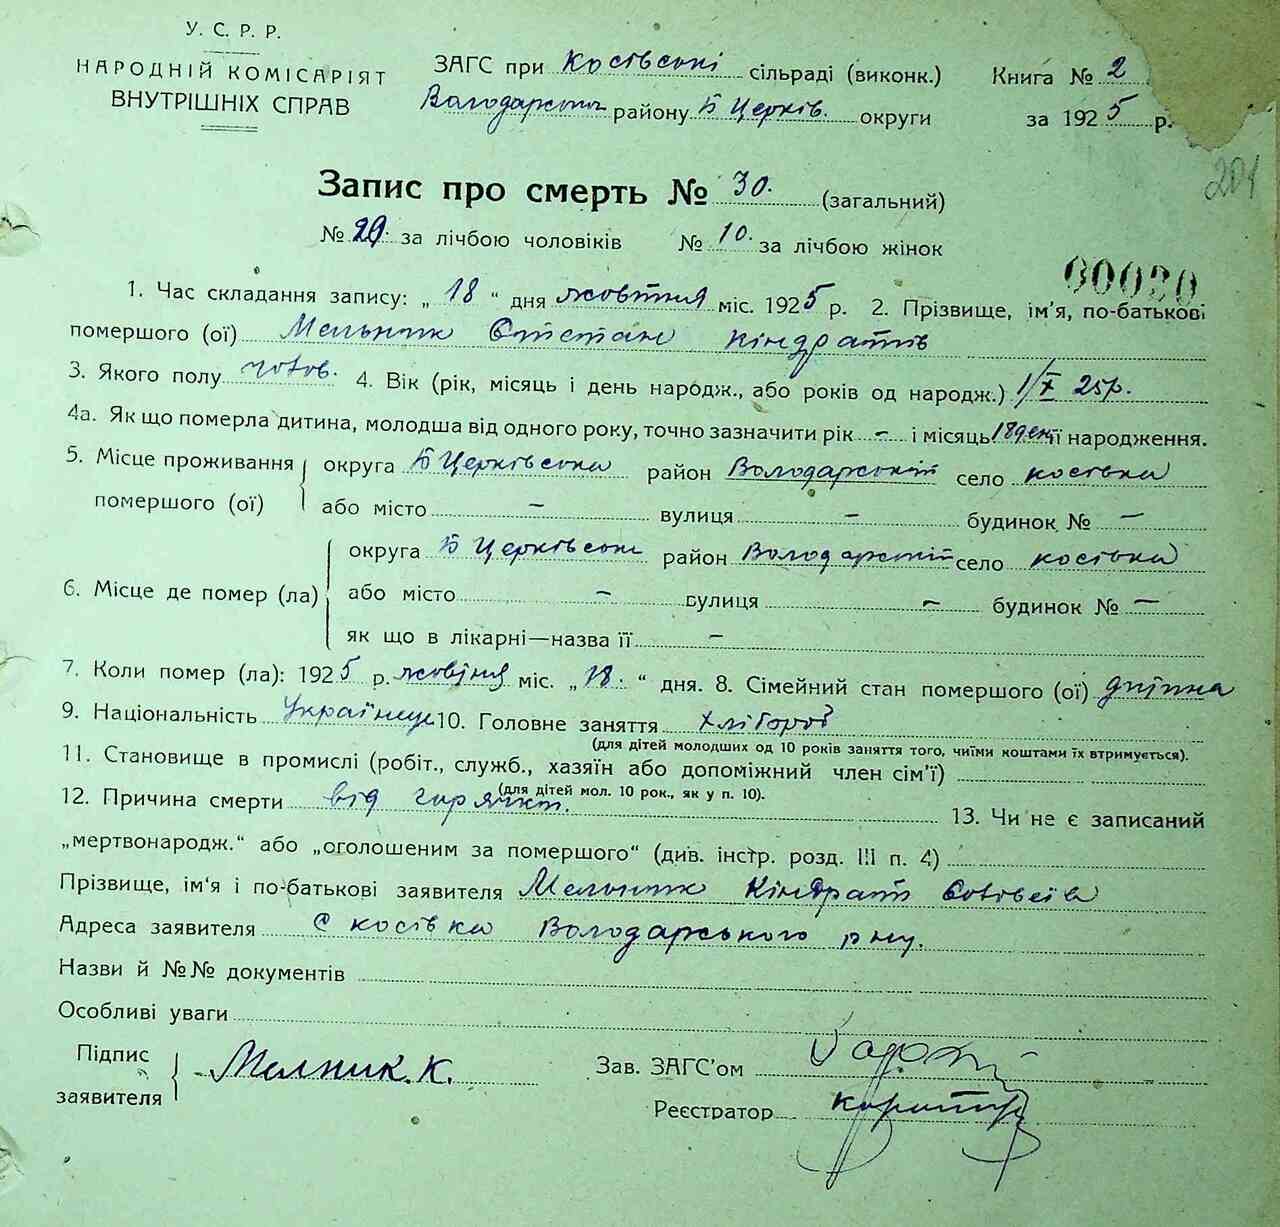 У. С. Р. Р.
НАРОДНІЙ КОМІСАРІЯТ
ВНУТРІШНІХ СПРАВ
ЗАГС при Косівські сільраді (виконк.)
Володарськ району Б Церків. округи
Книга № 2
за 1925 р.
201
Запис про смерть № 30. (загальний)
№ 20. за лічбою чоловіків № 10. за лічбою жінок
00030
1. Час складання запису: „ 18 “ дня жовтня міс. 1925 р. 2. Прізвище, ім'я, по-батькові
помершого (ої) Мельник Кіндратів
3. Якого полу чолов. 4. Вік (рік, місяць і день народж., або років од народж.) 1/X 25р.
4а. Як що померла дитина, молодша від одного року, точно зазначити рік – і місяць 18 ден її народження.
5. Місце проживання помершого (ої) округа Б Церківська район Володарський село косівка
або місто – вулиця – будинок № –
6. Місце де помер (ла) округа Б Церківськ район Володарский село косівка
або місто – вулиця – будинок № –
як що в лікарні—назва її –
7. Коли помер (ла): 1925 р. жовтня міс. „ 18. “ дня. 8. Сімейний стан помершого (ої) дитина
9. Національність Українець 10. Головне заняття хлібороб
(для дітей молодших од 10 років заняття того, чиїми коштами їх втримується).
11. Становище в промислі (робіт., служб., хазяїн або допоміжний член сім'ї)
(для дітей мол. 10 рок., як у п. 10).
12. Причина смерти від горячки. 13. Чи не є записаний
„мертвонародж.“ або „оголошеним за помершого“ (див. інстр. розд. III п. 4)
Прізвище, ім'я і по-батькові заявителя Мельник Кіндрат
Адреса заявителя с косівка Володарського р ну.
Назви й №№ документів
Особливі уваги
Підпис заявителя Мелник. К.
Зав. ЗАГС'ом
Реєстратор